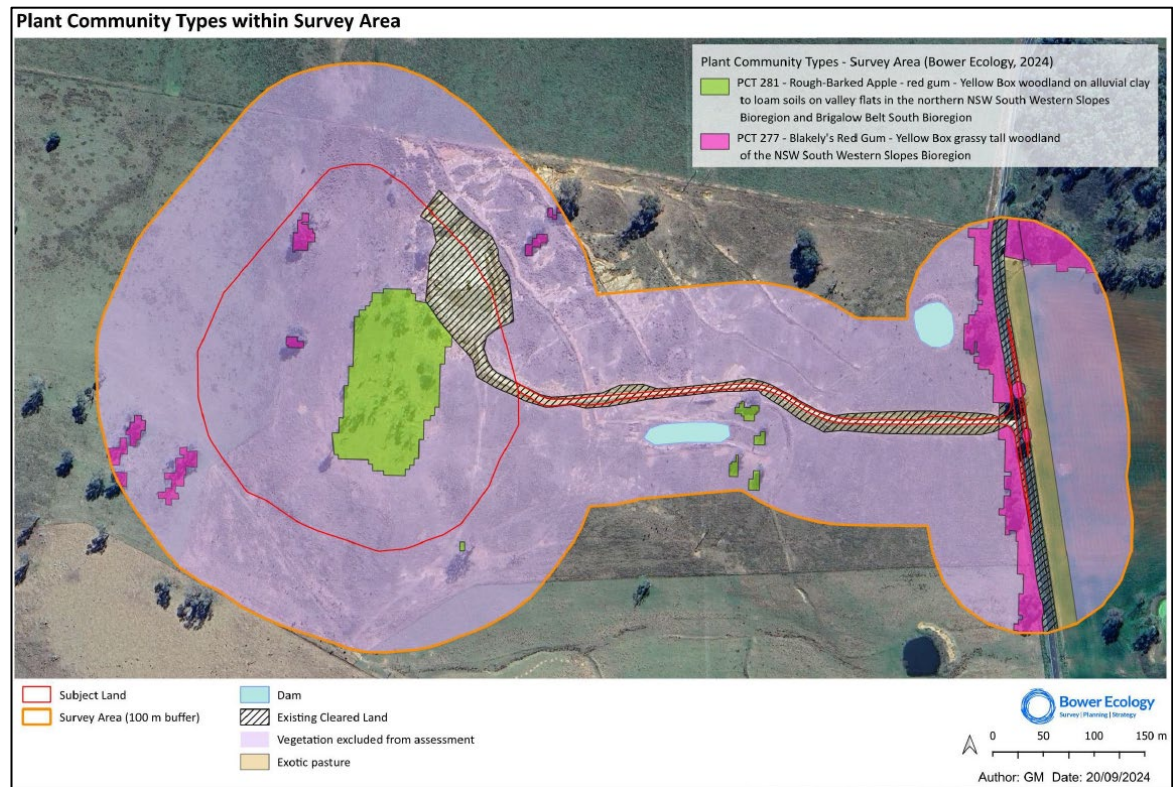 Plant Community Types within Survey Area
Plant Community Types - Survey Area (Bower Ecology, 2024)
PCT 281 - Rough-Barked Apple - red gum - Yellow Box woodland on alluvial clay
to loam soils on valley flats in the northern NSW South Western Slopes
Bioregion and Brigalow Belt South Bioregion
PCT 277 - Blakely's Red Gum - Yellow Box grassy tall woodland
of the NSW South Western Slopes Bioregion
Subject Land
Survey Area (100 m buffer)
Dam
Existing Cleared Land
Vegetation excluded from assessment
Exotic pasture
Bower Ecology
Survey | Planning | Strategy
0 50 100 150 m
Author: GM Date: 20/09/2024